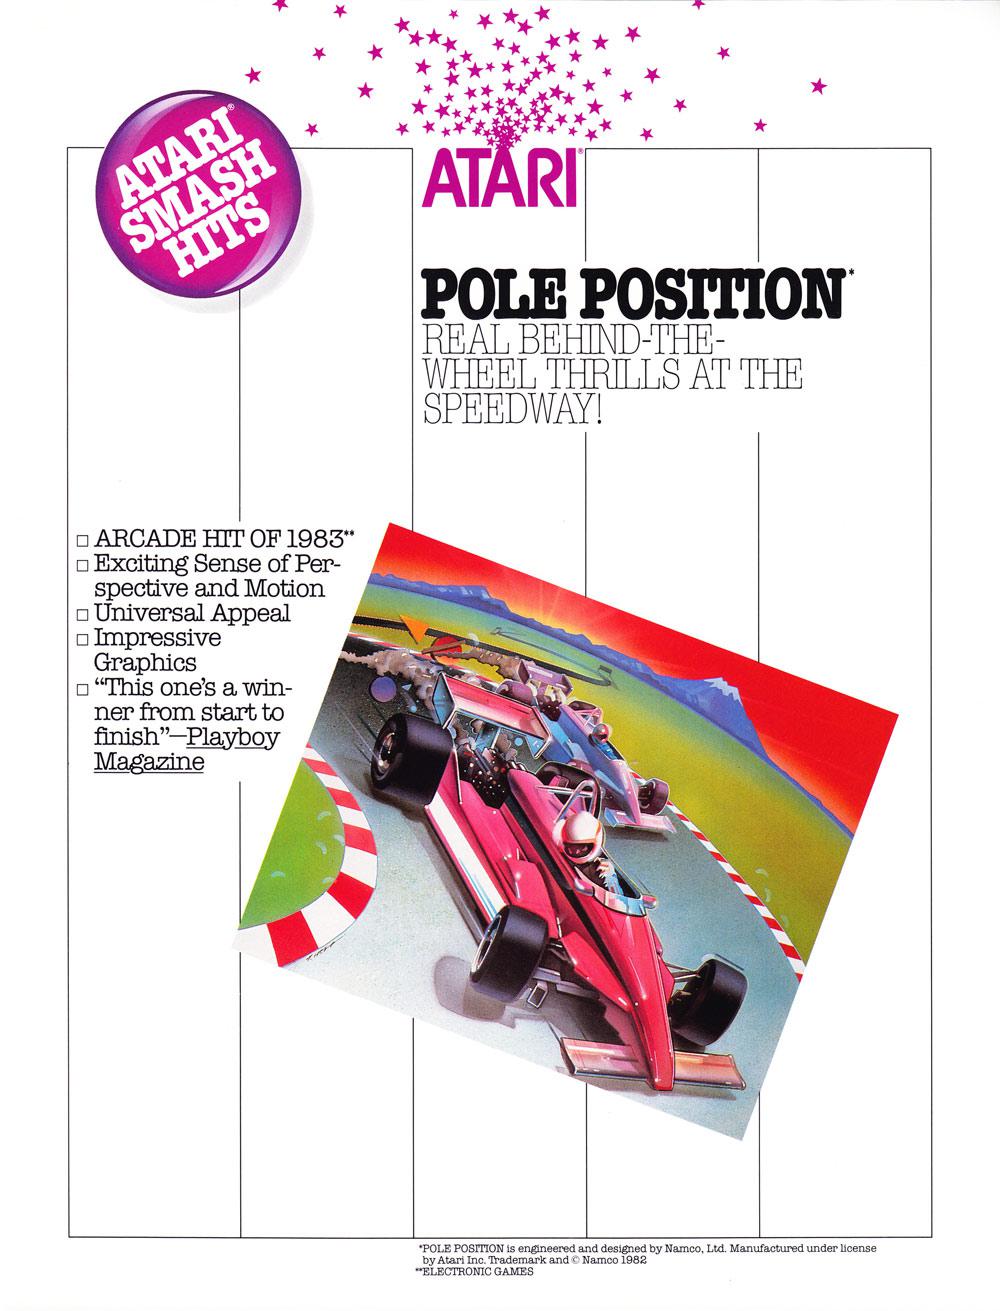 ATARI®
SMASH
HITS
ATARI®
POLE POSITION*
REAL BEHIND-THE-
WHEEL THRILLS AT THE
SPEEDWAY!
□ ARCADE HIT OF 1983**
□ Exciting Sense of Per-
spective and Motion
□ Universal Appeal
□ Impressive
Graphics
□ “This one’s a win-
ner from start to
finish”—Playboy
Magazine
*POLE POSITION is engineered and designed by Namco, Ltd. Manufactured under license
by Atari Inc. Trademark and © Namco 1982
**ELECTRONIC GAMES